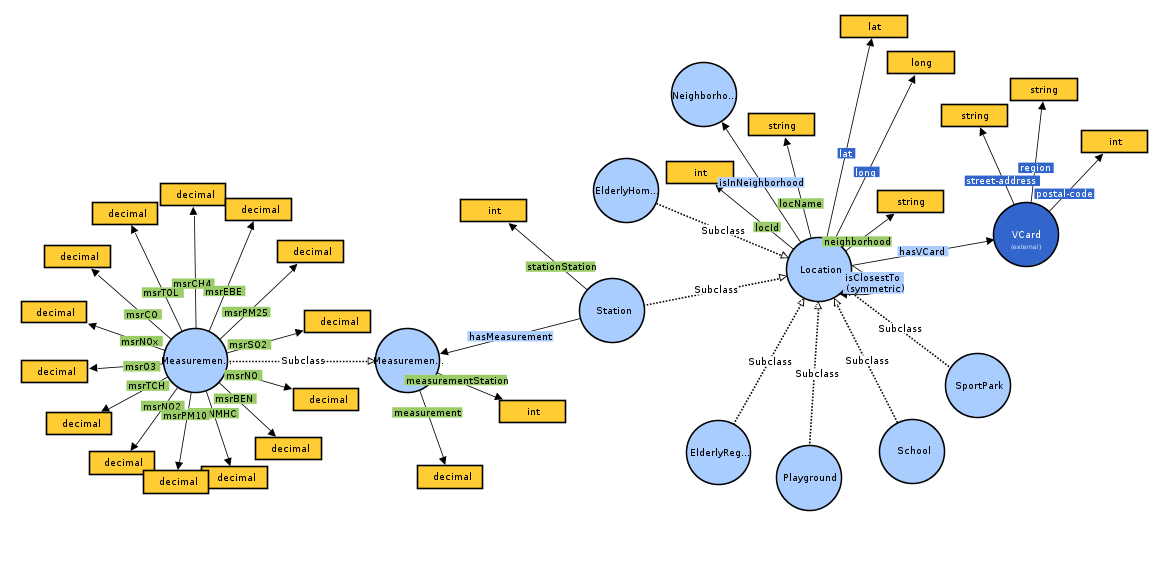 lat
long
string
string
int
Neighborho...
string
lat
int
isInNeighborhood
long
region
street-address
postal-code
ElderlyHom...
locName
string
decimal
decimal
decimal
int
locId
Subclass
neighborhood
VCard
(external)
hasVCard
decimal
decimal
stationStation
Location
isClosestTo
(symmetric)
msrCH4
msrTOL
msrEBE
Subclass
decimal
msrCO
msrPM25
Station
decimal
Subclass
msrNOx
hasMeasurement
msrSO2
Measuremen...
Subclass
Measuremen...
Subclass
Subclass
Subclass
decimal
msrO3
msrNO
measurementStation
msrTCH
SportPark
decimal
msrBEN
msrNO2
msrPM10
NMHC
measurement
int
decimal
decimal
decimal
ElderlyReg...
School
decimal
decimal
decimal
Playground